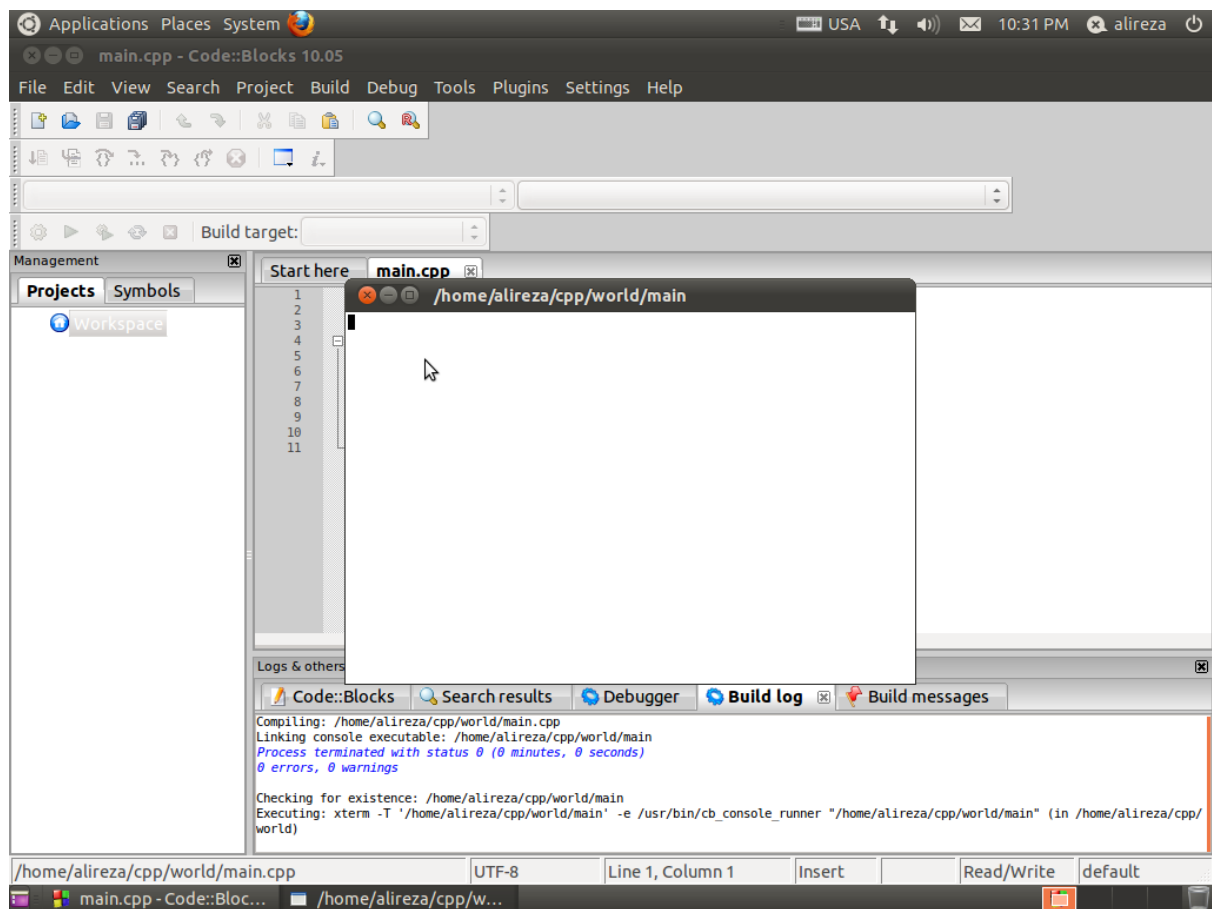 Applications Places System USA 10:31 PM alireza
main.cpp - Code::Blocks 10.05
File Edit View Search Project Build Debug Tools Plugins Settings Help
Build target:
Management
Projects Symbols
Workspace
Start here main.cpp
/home/alireza/cpp/world/main
1
2
3
4
5
6
7
8
9
10
11
Logs & others
Code::Blocks Search results Debugger Build log Build messages
Compiling: /home/alireza/cpp/world/main.cpp
Linking console executable: /home/alireza/cpp/world/main
Process terminated with status 0 (0 minutes, 0 seconds)
0 errors, 0 warnings
Checking for existence: /home/alireza/cpp/world/main
Executing: xterm -T '/home/alireza/cpp/world/main' -e /usr/bin/cb_console_runner "/home/alireza/cpp/world/main" (in /home/alireza/cpp/
world)
/home/alireza/cpp/world/main.cpp UTF-8 Line 1, Column 1 Insert Read/Write default
main.cpp - Code::Bloc... /home/alireza/cpp/w...